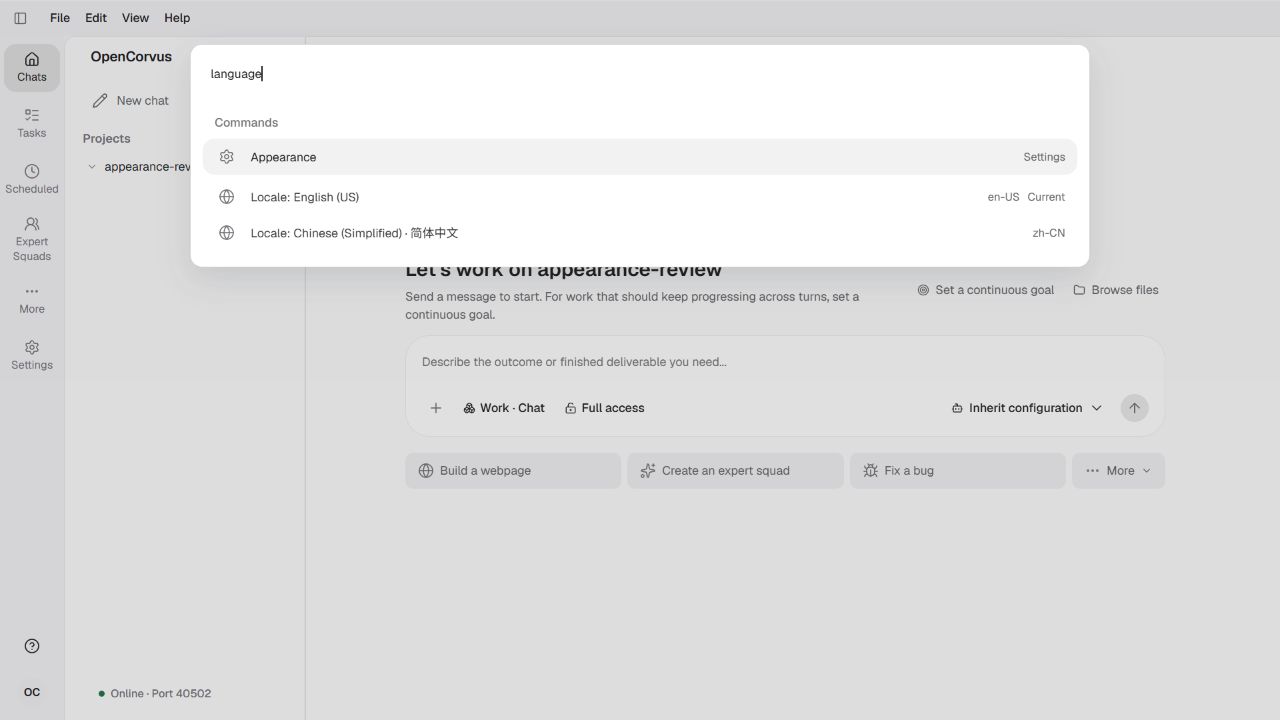 File Edit View Help
language
Commands
Appearance Settings
Locale: English (US) en-US Current
Locale: Chinese (Simplified) · 简体中文 zh-CN
Chats
Tasks
Scheduled
Expert
Squads
More
Settings
OC
OpenCorvus
New chat
Projects
appearance-rev
Online · Port 40502
Let's work on appearance-review
Send a message to start. For work that should keep progressing across turns, set a
continuous goal.
Set a continuous goal Browse files
Describe the outcome or finished deliverable you need...
Work · Chat Full access Inherit configuration
Build a webpage Create an expert squad Fix a bug More